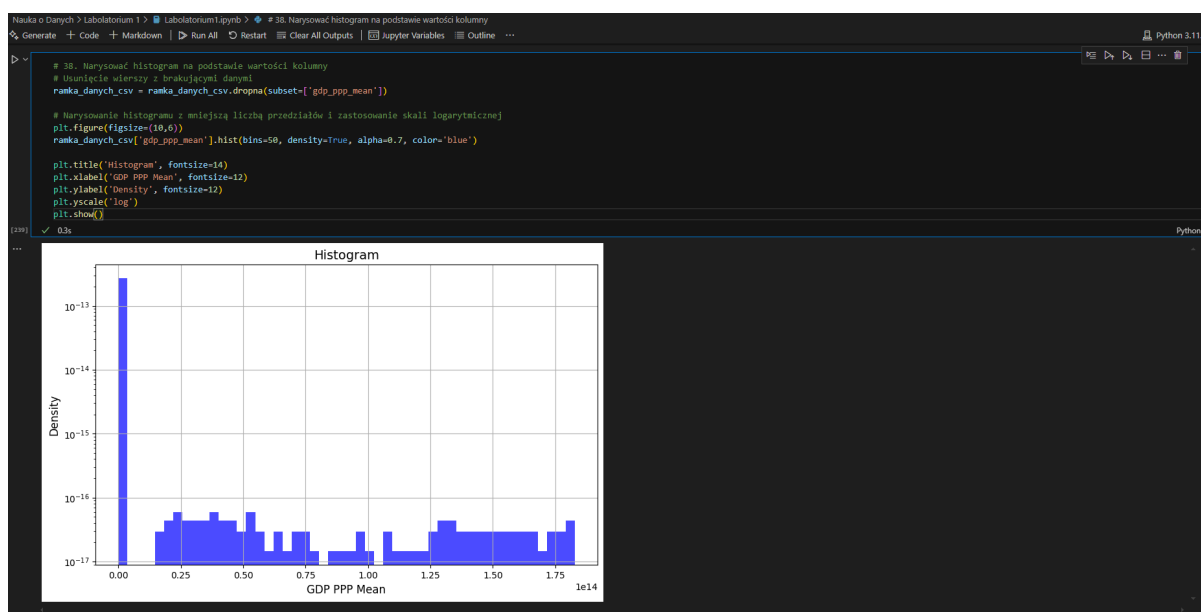 Nauka o Danych > Labolatorium 1 > Labolatorium1.ipynb > # 38. Narysować histogram na podstawie wartości kolumny
Generate + Code + Markdown | Run All Restart Clear All Outputs | Jupyter Variables Outline ...
Python 3.11
# 38. Narysować histogram na podstawie wartości kolumny
# Usunięcie wierszy z brakującymi danymi
ramka_danych_csv = ramka_danych_csv.dropna(subset=['gdp_ppp_mean'])
# Narysowanie histogramu z mniejszą liczbą przedziałów i zastosowanie skali logarytmicznej
plt.figure(figsize=(10,6))
ramka_danych_csv['gdp_ppp_mean'].hist(bins=50, density=True, alpha=0.7, color='blue')
plt.title('Histogram', fontsize=14)
plt.xlabel('GDP PPP Mean', fontsize=12)
plt.ylabel('Density', fontsize=12)
plt.yscale('log')
plt.show()
[239] ✓ 0.3s
Python
Histogram
10⁻¹³
10⁻¹⁴
10⁻¹⁵
10⁻¹⁶
10⁻¹⁷
Density
0.00 0.25 0.50 0.75 1.00 1.25 1.50 1.75
1e14
GDP PPP Mean